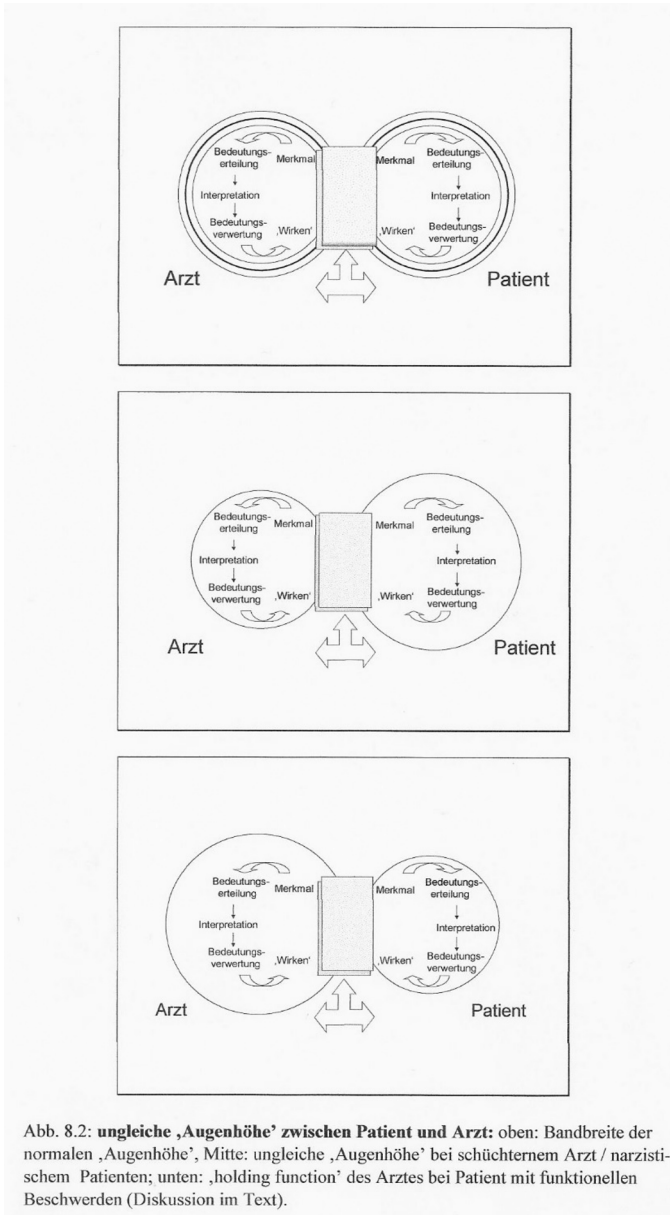 Bedeutungs-
erteilung
Merkmal
Interpretation
Bedeutungs-
verwertung
‚Wirken‘
Merkmal
Bedeutungs-
erteilung
Interpretation
Bedeutungs-
verwertung
‚Wirken‘
Arzt
Patient
Bedeutungs-
erteilung
Merkmal
Interpretation
Bedeutungs-
verwertung
‚Wirken‘
Merkmal
Bedeutungs-
erteilung
Interpretation
Bedeutungs-
verwertung
‚Wirken‘
Arzt
Patient
Bedeutungs-
erteilung
Merkmal
Interpretation
Bedeutungs-
verwertung
‚Wirken‘
Merkmal
Bedeutungs-
erteilung
Interpretation
Bedeutungs-
verwertung
‚Wirken‘
Arzt
Patient
Abb. 8.2: ungleiche ‚Augenhöhe’ zwischen Patient und Arzt: oben: Bandbreite der
normalen ‚Augenhöhe’, Mitte: ungleiche ‚Augenhöhe’ bei schüchternem Arzt / narzisti-
schem Patienten; unten: ‚holding function’ des Arztes bei Patient mit funktionellen
Beschwerden (Diskussion im Text).